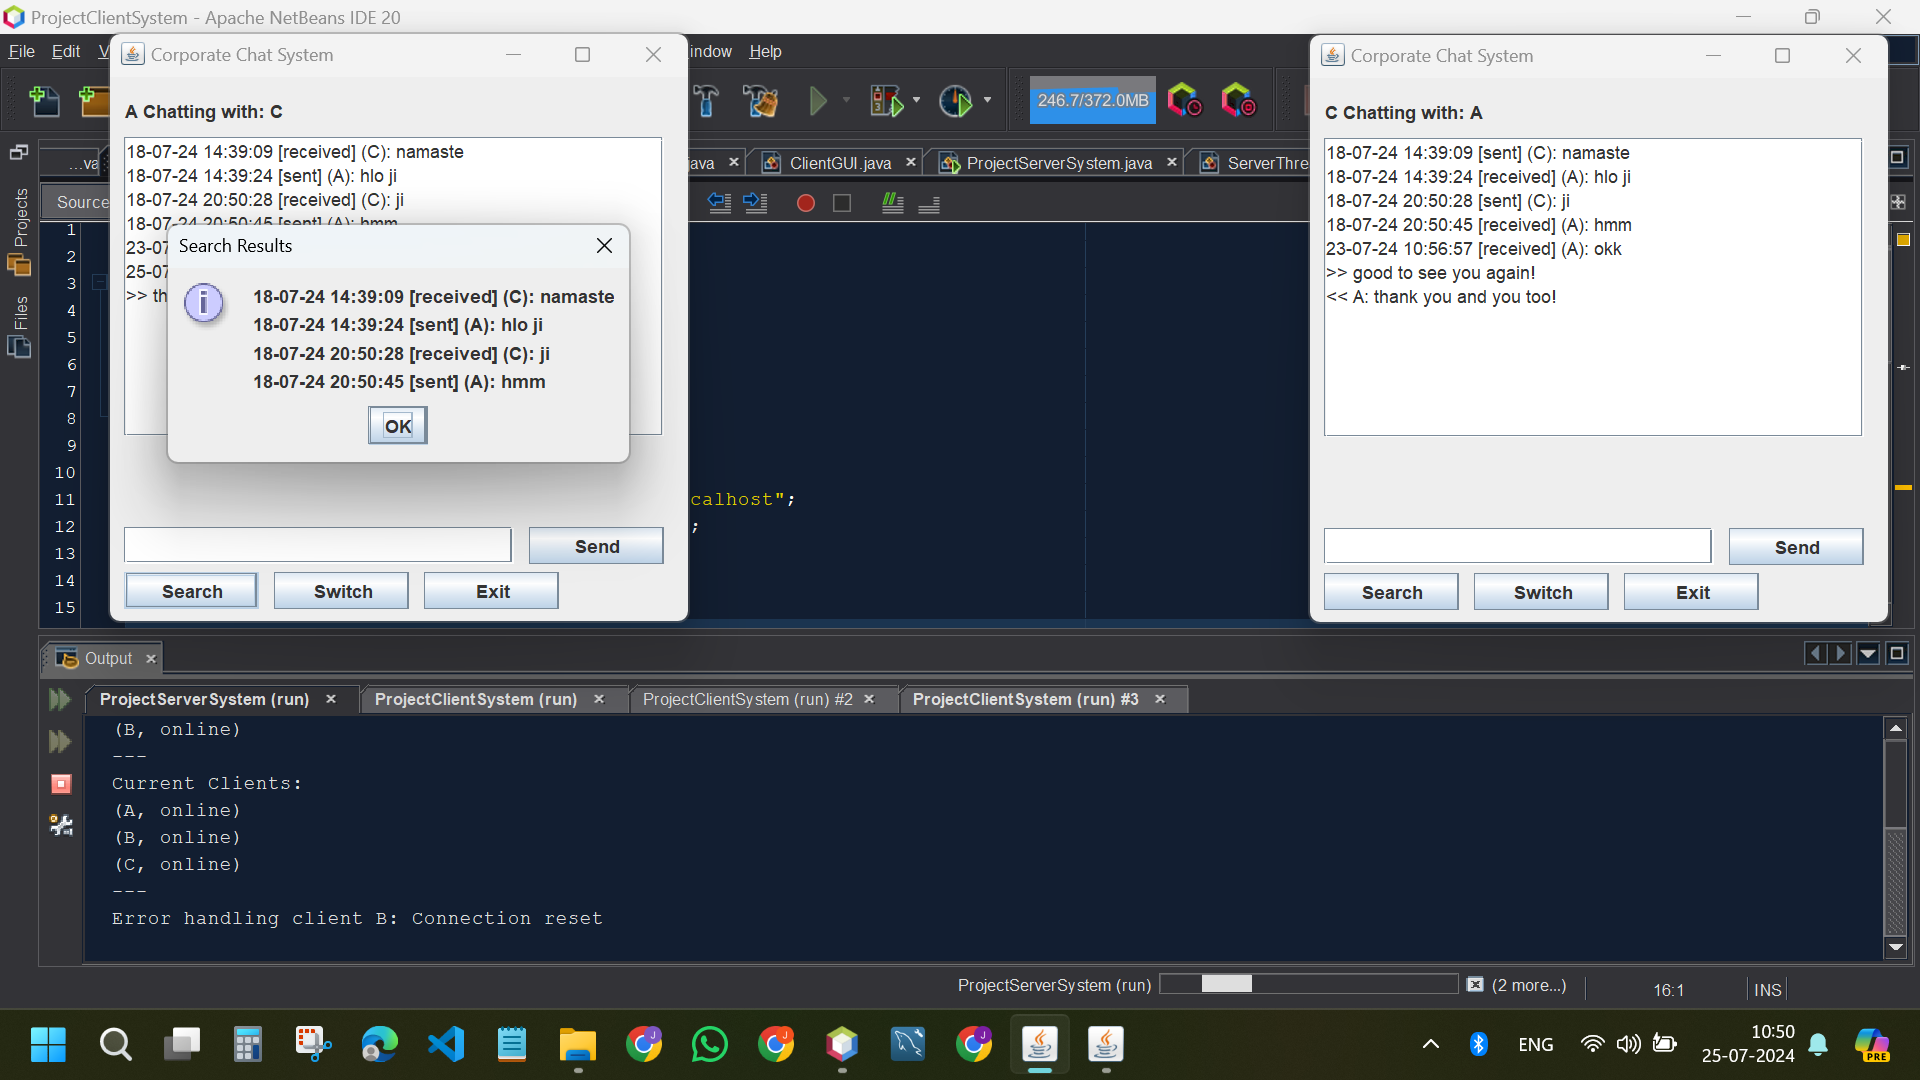 ProjectClientSystem - Apache NetBeans IDE 20
File Edit V
indow Help
246.7/372.0MB
Corporate Chat System
A Chatting with: C
18-07-24 14:39:09 [received] (C): namaste
18-07-24 14:39:24 [sent] (A): hlo ji
18-07-24 20:50:28 [received] (C): ji
18-07-24 20:50:45 [sent] (A): hmm
23-07
25-07
>> th
Search Results
18-07-24 14:39:09 [received] (C): namaste
18-07-24 14:39:24 [sent] (A): hlo ji
18-07-24 20:50:28 [received] (C): ji
18-07-24 20:50:45 [sent] (A): hmm
OK
Send
Search Switch Exit
Corporate Chat System
C Chatting with: A
18-07-24 14:39:09 [sent] (C): namaste
18-07-24 14:39:24 [received] (A): hlo ji
18-07-24 20:50:28 [sent] (C): ji
18-07-24 20:50:45 [received] (A): hmm
23-07-24 10:56:57 [received] (A): okk
>> good to see you again!
<< A: thank you and you too!
Send
Search Switch Exit
...va java ClientGUI.java ProjectServerSystem.java ServerThre
Source
Projects
Files
1
2
3
4
5
6
7
8
9
10
11 calhost";
12 ;
13
14
15
Output
ProjectServerSystem (run) ProjectClientSystem (run) ProjectClientSystem (run) #2 ProjectClientSystem (run) #3
(B, online)
---
Current Clients:
(A, online)
(B, online)
(C, online)
---
Error handling client B: Connection reset
ProjectServerSystem (run) (2 more...) 16:1 INS
ENG
10:50
25-07-2024
PRE